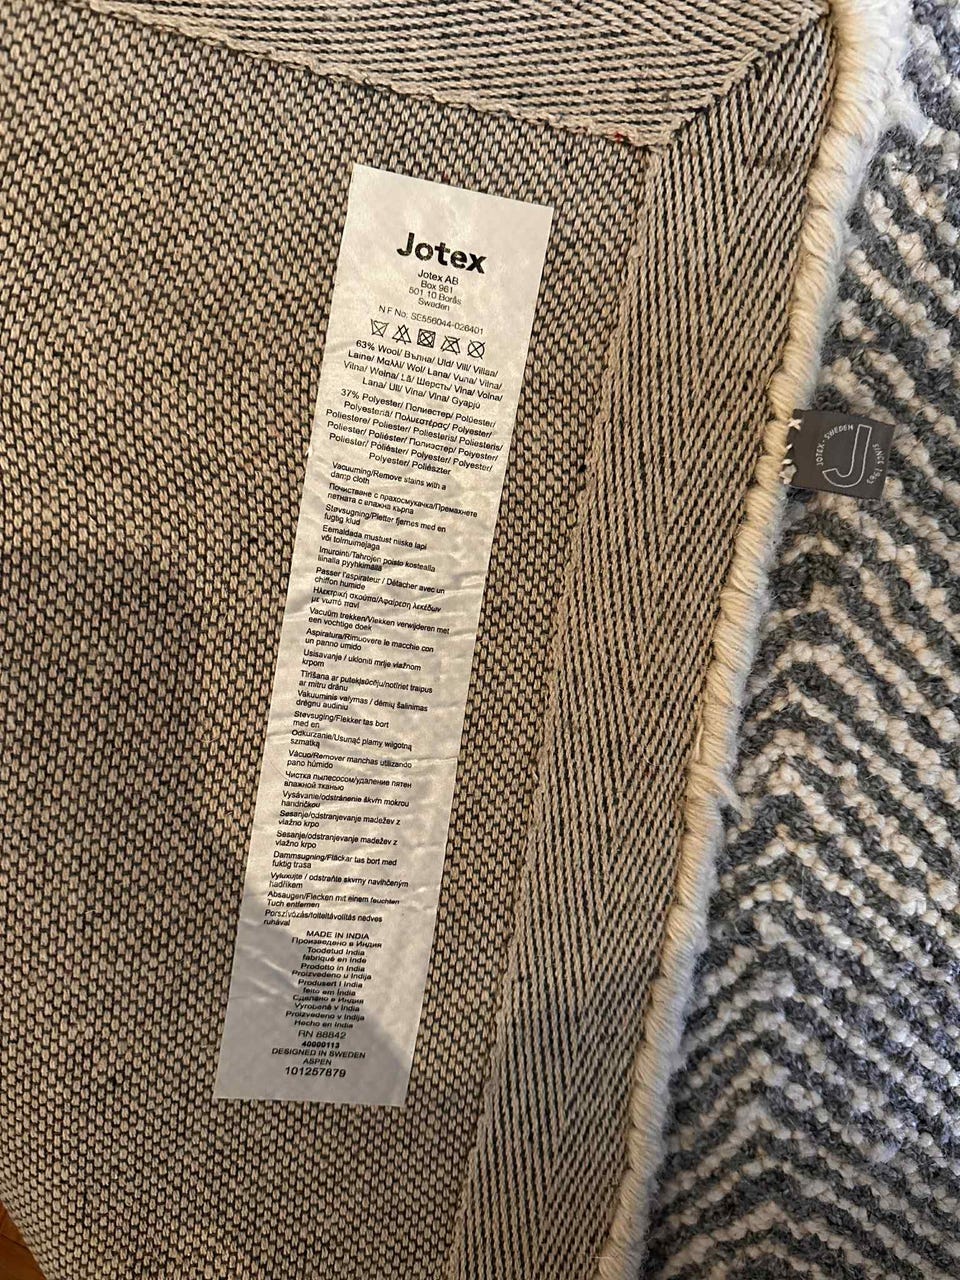 Jotex
Jotex AB
Box 961
501 10 Borås
Sweden
N F No: SE556044-026401
63% Wool/ Вълна/ Uld/ Vill/ Villaa/
Laine/ Μαλλί/ Wol/ Lana/ Vuna/ Vilna/
Vilna/ Wełna/ Lã/ Шерсть/ Vlna/ Volna/
Lana/ Ull/ Vlna/ Vlna/ Gyapjú
37% Polyester/ Полиестер/ Polüester/
Polyesteriä/ Πολυεστέρας/ Polyester/
Poliestere/ Poliester/ Poliesteris/ Poliesteris/
Poliester/ Poliéster/ Полиэстер/ Polyester/
Poliester/ Poliéster/ Polyester/ Polyester/
Polyester/ Poliészter
Vacuuming/Remove stains with a
damp cloth
Почистване с прахосмукачка/Премахнете
петната с влажна кърпа
Støvsugning/Pletter fjernes med en
fugtig klud
Eemaldada mustust niiske lapi
või tolmuimejaga
Imurointi/Tahrojen poisto kostealla
liinalla pyyhkimällä
Passer l'aspirateur / Détacher avec un
chiffon humide
Ηλεκτρική σκούπα/Αφαίρεση λεκέδων
με νωπό πανί
Vacuüm trekken/Vlekken verwijderen met
een vochtige doek
Aspiratura/Rimuovere le macchie con
un panno umido
Usisavanje / ukloniti mrlje vlažnom
krpom
Tīrīšana ar putekļsūcēju/notīriet traipus
ar mitru drānu
Vakuuminis valymas / dėmių šalinimas
drėgnu audiniu
Støvsuging/Flekker tas bort
med en
Odkurzanie/Usunąć plamy wilgotną
szmatką
Vácuo/Remover manchas utilizando
pano húmido
Чистка пылесосом/удаление пятен
влажной тканью
Vysávanie/odstránenie škvŕn mokrou
handričkou
Sesanje/odstranjevanje madežev z
vlažno krpo
Sesanje/odstranjevanje madežev z
vlažno krpo
Dammsugning/Fläckar tas bort med
fuktig trasa
Vyluxujte / odstraňte skvrny navlhčeným
hadříkem
Absaugen/Flecken mit einem feuchten
Tuch entfernen
Porszívózás/folteltávolítás nedves
ruhával
MADE IN INDIA
Произведено в Индия
Toodetud India
fabriqué en Inde
Prodotto in India
Proizvedeno u Indija
Produsert I India
feito em Índia
Сделано в Индия
Vyrobené v India
Proizvedeno v Indija
Hecho en India
RN 88842
40000113
DESIGNED IN SWEDEN
ASPEN
101257879
JOTEX - SWEDEN
J
SINCE 1963